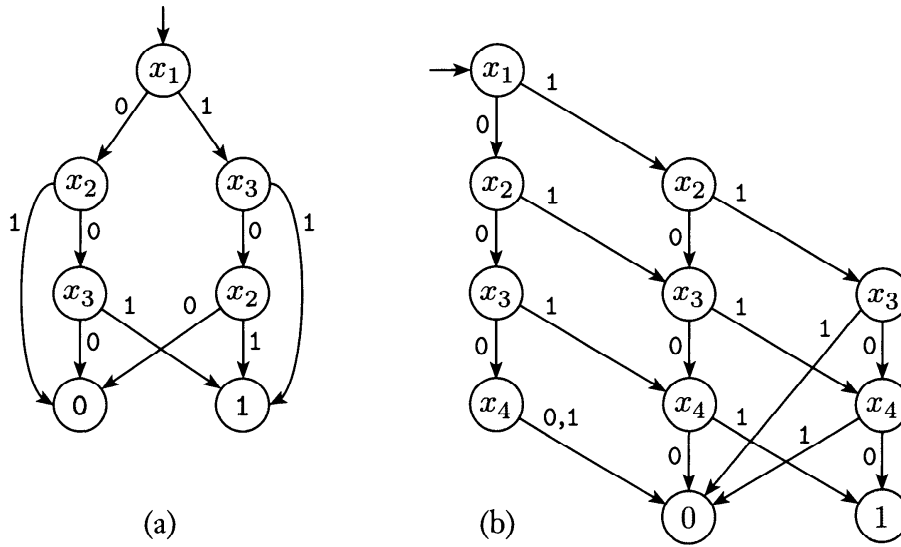 x1
x1 1
0 1 0
x2 x3 x2 x2
1 0 0 1 0 1 0 1
x3 x2 x3 x3 x3
1 0 0 1 0 1 0 1 1 0
0 1 x4 x4 x4
0,1 0 1 1 0
0 1
(a) (b)